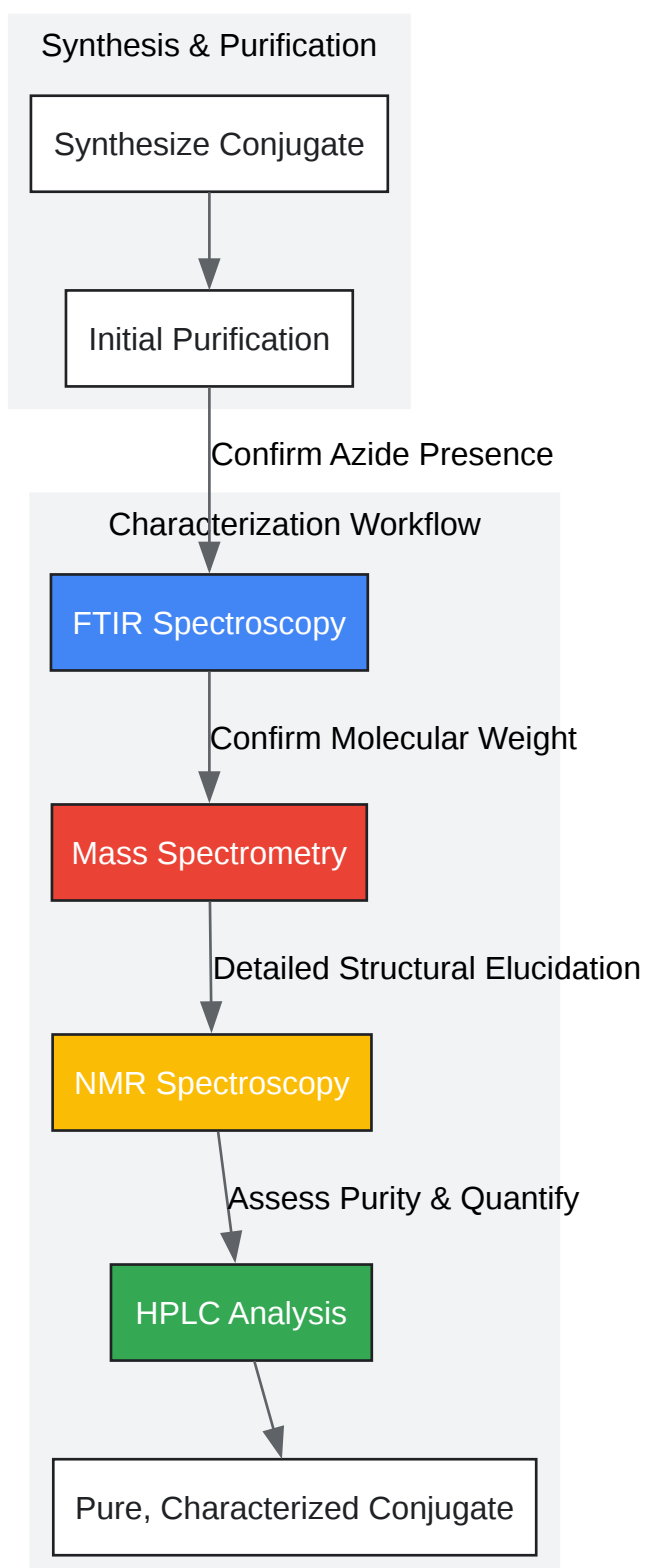 Synthesis & Purification
Synthesize Conjugate
Initial Purification
Confirm Azide Presence
Characterization Workflow
FTIR Spectroscopy
Confirm Molecular Weight
Mass Spectrometry
Detailed Structural Elucidation
NMR Spectroscopy
Assess Purity & Quantify
HPLC Analysis
Pure, Characterized Conjugate